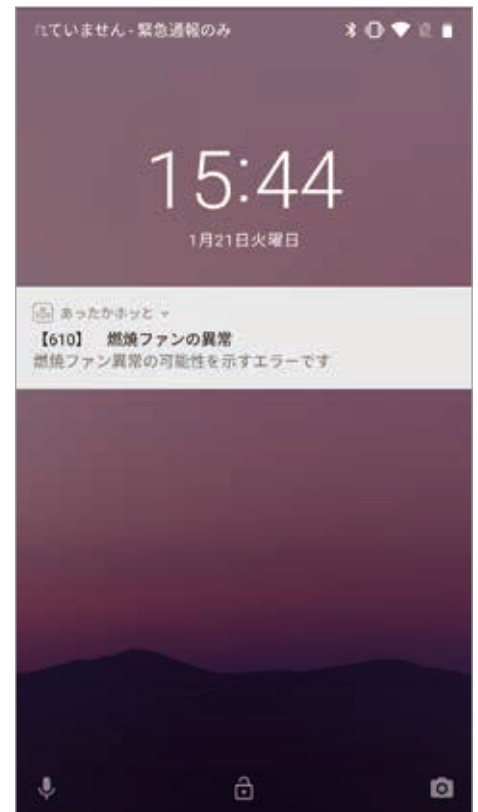 れていません - 緊急通報のみ
15:44
1月21日火曜日
あったかホッと
【610】 燃焼ファンの異常
燃焼ファン異常の可能性を示すエラーです